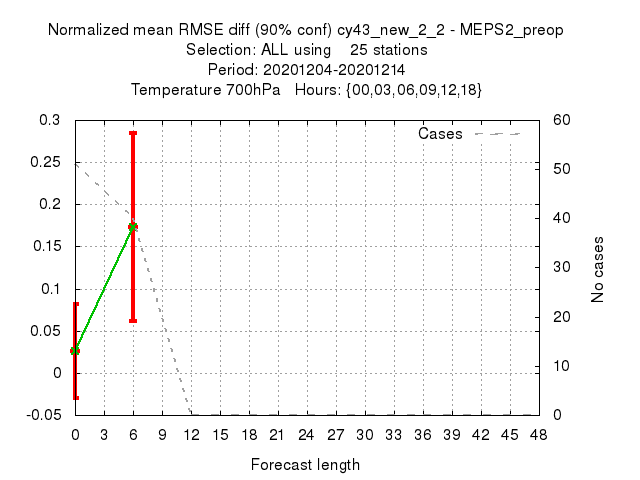 Normalized mean RMSE diff (90% conf) cy43_new_2_2 - MEPS2_preop
Selection: ALL using    25 stations
Period: 20201204-20201214
Temperature 700hPa   Hours: {00,03,06,09,12,18}
Cases
0.3
0.25
0.2
0.15
0.1
0.05
0
-0.05
60
50
40
30
20
10
0
No cases
0 3 6 9 12 15 18 21 24 27 30 33 36 39 42 45 48
Forecast length